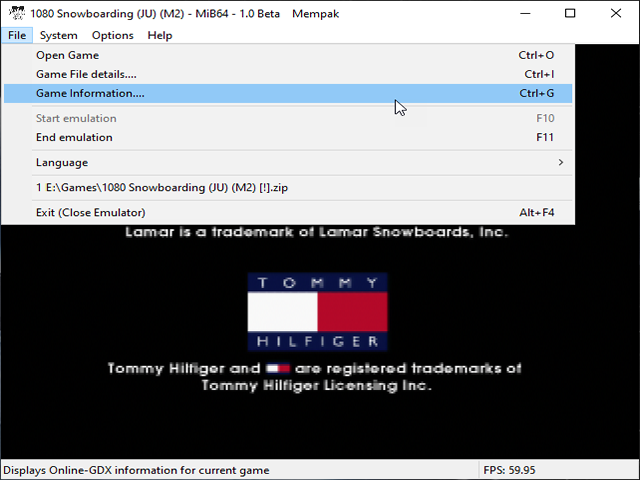 1080 Snowboarding (JU) (M2) - MiB64 - 1.0 Beta Mempak
File System Options Help
Open Game Ctrl+O
Game File details.... Ctrl+I
Game Information.... Ctrl+G
Start emulation F10
End emulation F11
Language
1 E:\Games\1080 Snowboarding (JU) (M2) [!].zip
Exit (Close Emulator) Alt+F4
Lamar is a trademark of Lamar Snowboards, Inc.
TOMMY
HILFIGER
Tommy Hilfiger and are registered trademarks of
Tommy Hilfiger Licensing Inc.
Displays Online-GDX information for current game FPS: 59.95